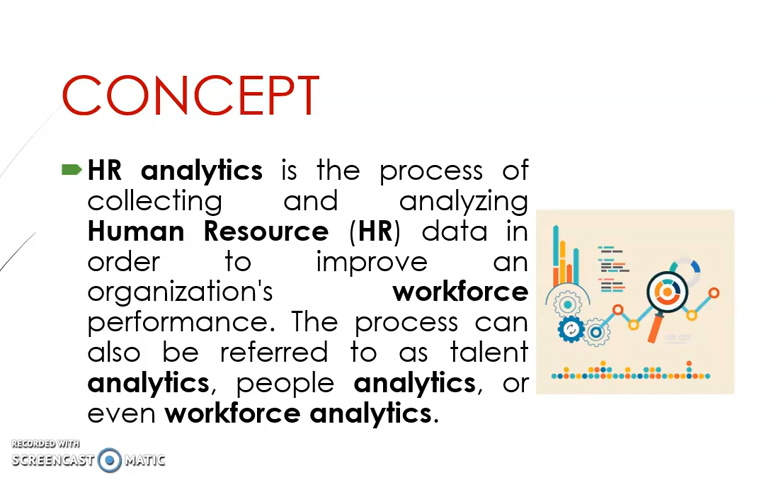 CONCEPT
HR analytics is the process of
collecting and analyzing
Human Resource (HR) data in
order to improve an
organization's workforce
performance. The process can
also be referred to as talent
analytics, people analytics, or
even workforce analytics.
RECORDED WITH
SCREENCAST MATIC